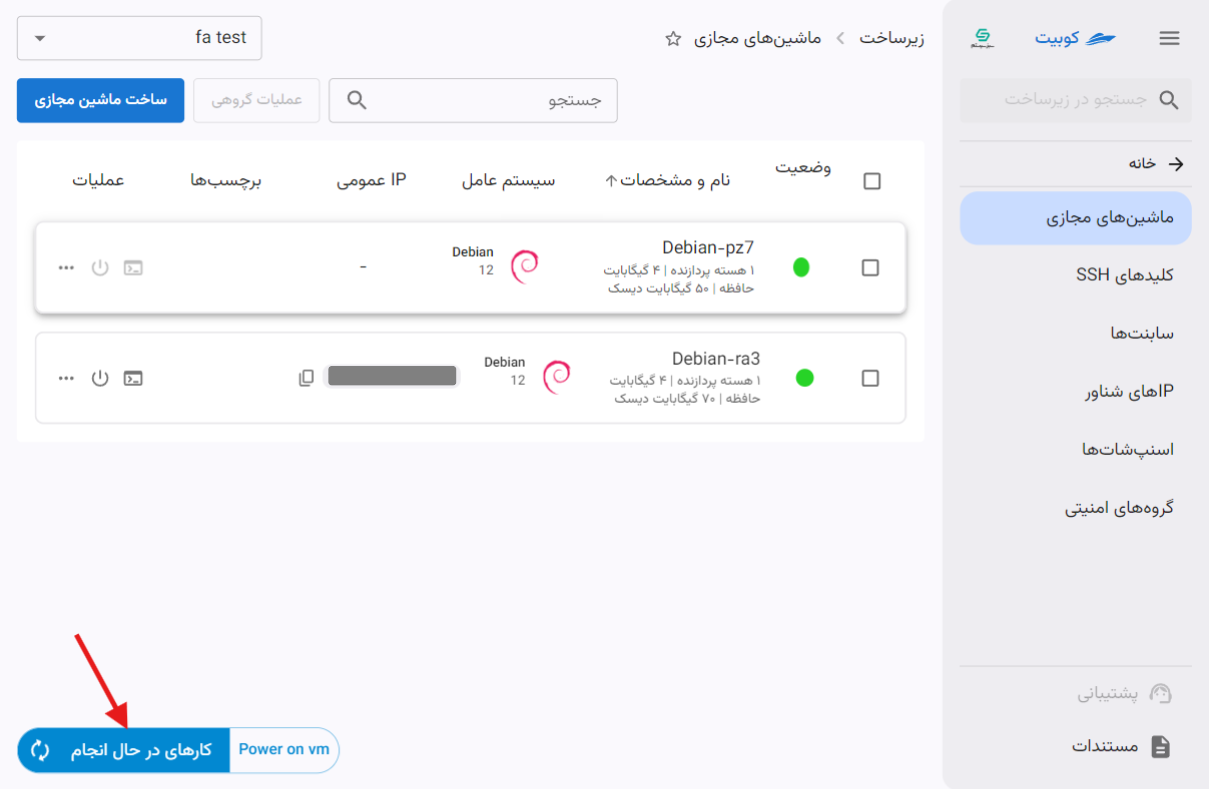 کوبیت
جستجو در زیرساخت
خانه
ماشین‌های مجازی
کلیدهای SSH
سابنت‌ها
IPهای شناور
اسنپ‌شات‌ها
گروه‌های امنیتی
پشتیبانی
مستندات
زیرساخت
ماشین‌های مجازی
fa test
جستجو
عملیات گروهی
ساخت ماشین مجازی
وضعیت
نام و مشخصات
سیستم عامل
IP عمومی
برچسب‌ها
عملیات
Debian-pz7
۱ هسته پردازنده | ۴ گیگابایت
حافظه | ۵۰ گیگابایت دیسک
Debian
12
-
Debian-ra3
۱ هسته پردازنده | ۴ گیگابایت
حافظه | ۷۰ گیگابایت دیسک
Debian
12
Power on vm
کارهای در حال انجام